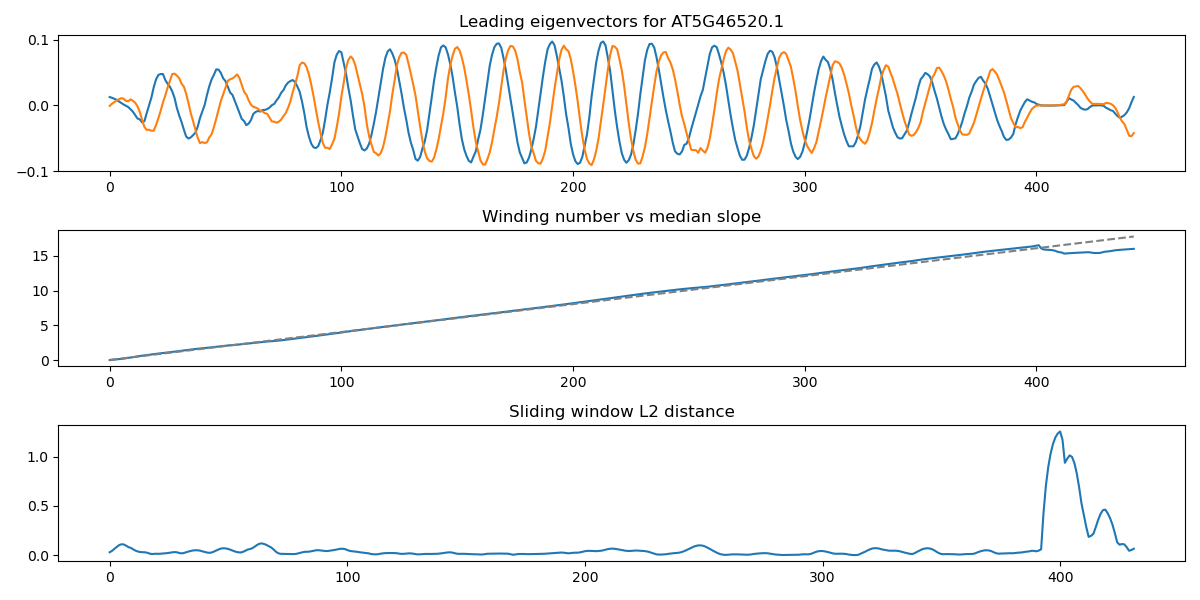 Leading eigenvectors for AT5G46520.1
0.1
0.0
−0.1
0 100 200 300 400
Winding number vs median slope
15
10
5
0
0 100 200 300 400
Sliding window L2 distance
1.0
0.5
0.0
0 100 200 300 400